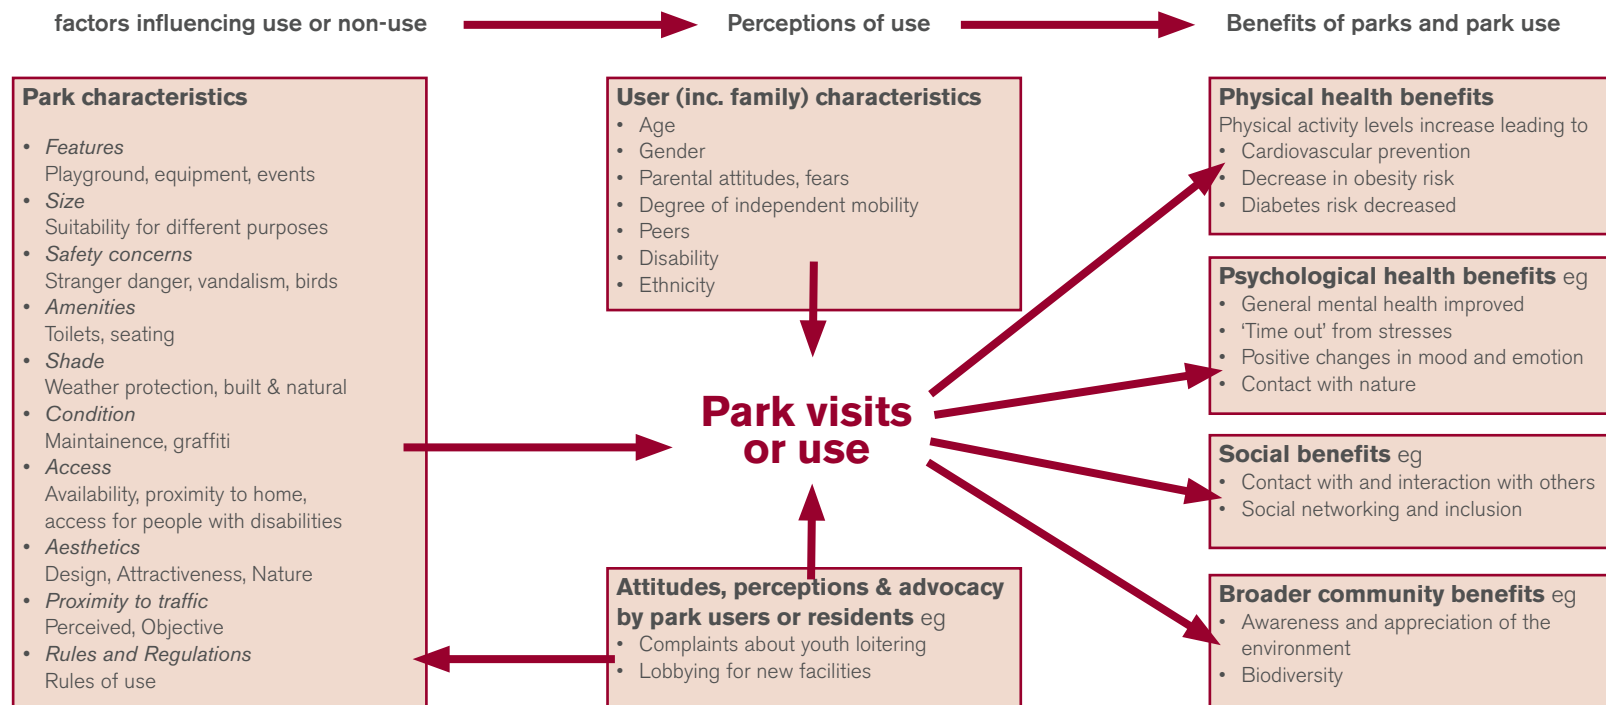 factors influencing use or non-use
Perceptions of use
Benefits of parks and park use
Park characteristics
• Features
Playground, equipment, events
• Size
Suitability for different purposes
• Safety concerns
Stranger danger, vandalism, birds
• Amenities
Toilets, seating
• Shade
Weather protection, built & natural
• Condition
Maintainence, graffiti
• Access
Availability, proximity to home,
access for people with disabilities
• Aesthetics
Design, Attractiveness, Nature
• Proximity to traffic
Perceived, Objective
• Rules and Regulations
Rules of use
User (inc. family) characteristics
• Age
• Gender
• Parental attitudes, fears
• Degree of independent mobility
• Peers
• Disability
• Ethnicity
Park visits
or use
Attitudes, perceptions & advocacy
by park users or residents eg
• Complaints about youth loitering
• Lobbying for new facilities
Physical health benefits
Physical activity levels increase leading to
• Cardiovascular prevention
• Decrease in obesity risk
• Diabetes risk decreased
Psychological health benefits eg
• General mental health improved
• ‘Time out’ from stresses
• Positive changes in mood and emotion
• Contact with nature
Social benefits eg
• Contact with and interaction with others
• Social networking and inclusion
Broader community benefits eg
• Awareness and appreciation of the
environment
• Biodiversity